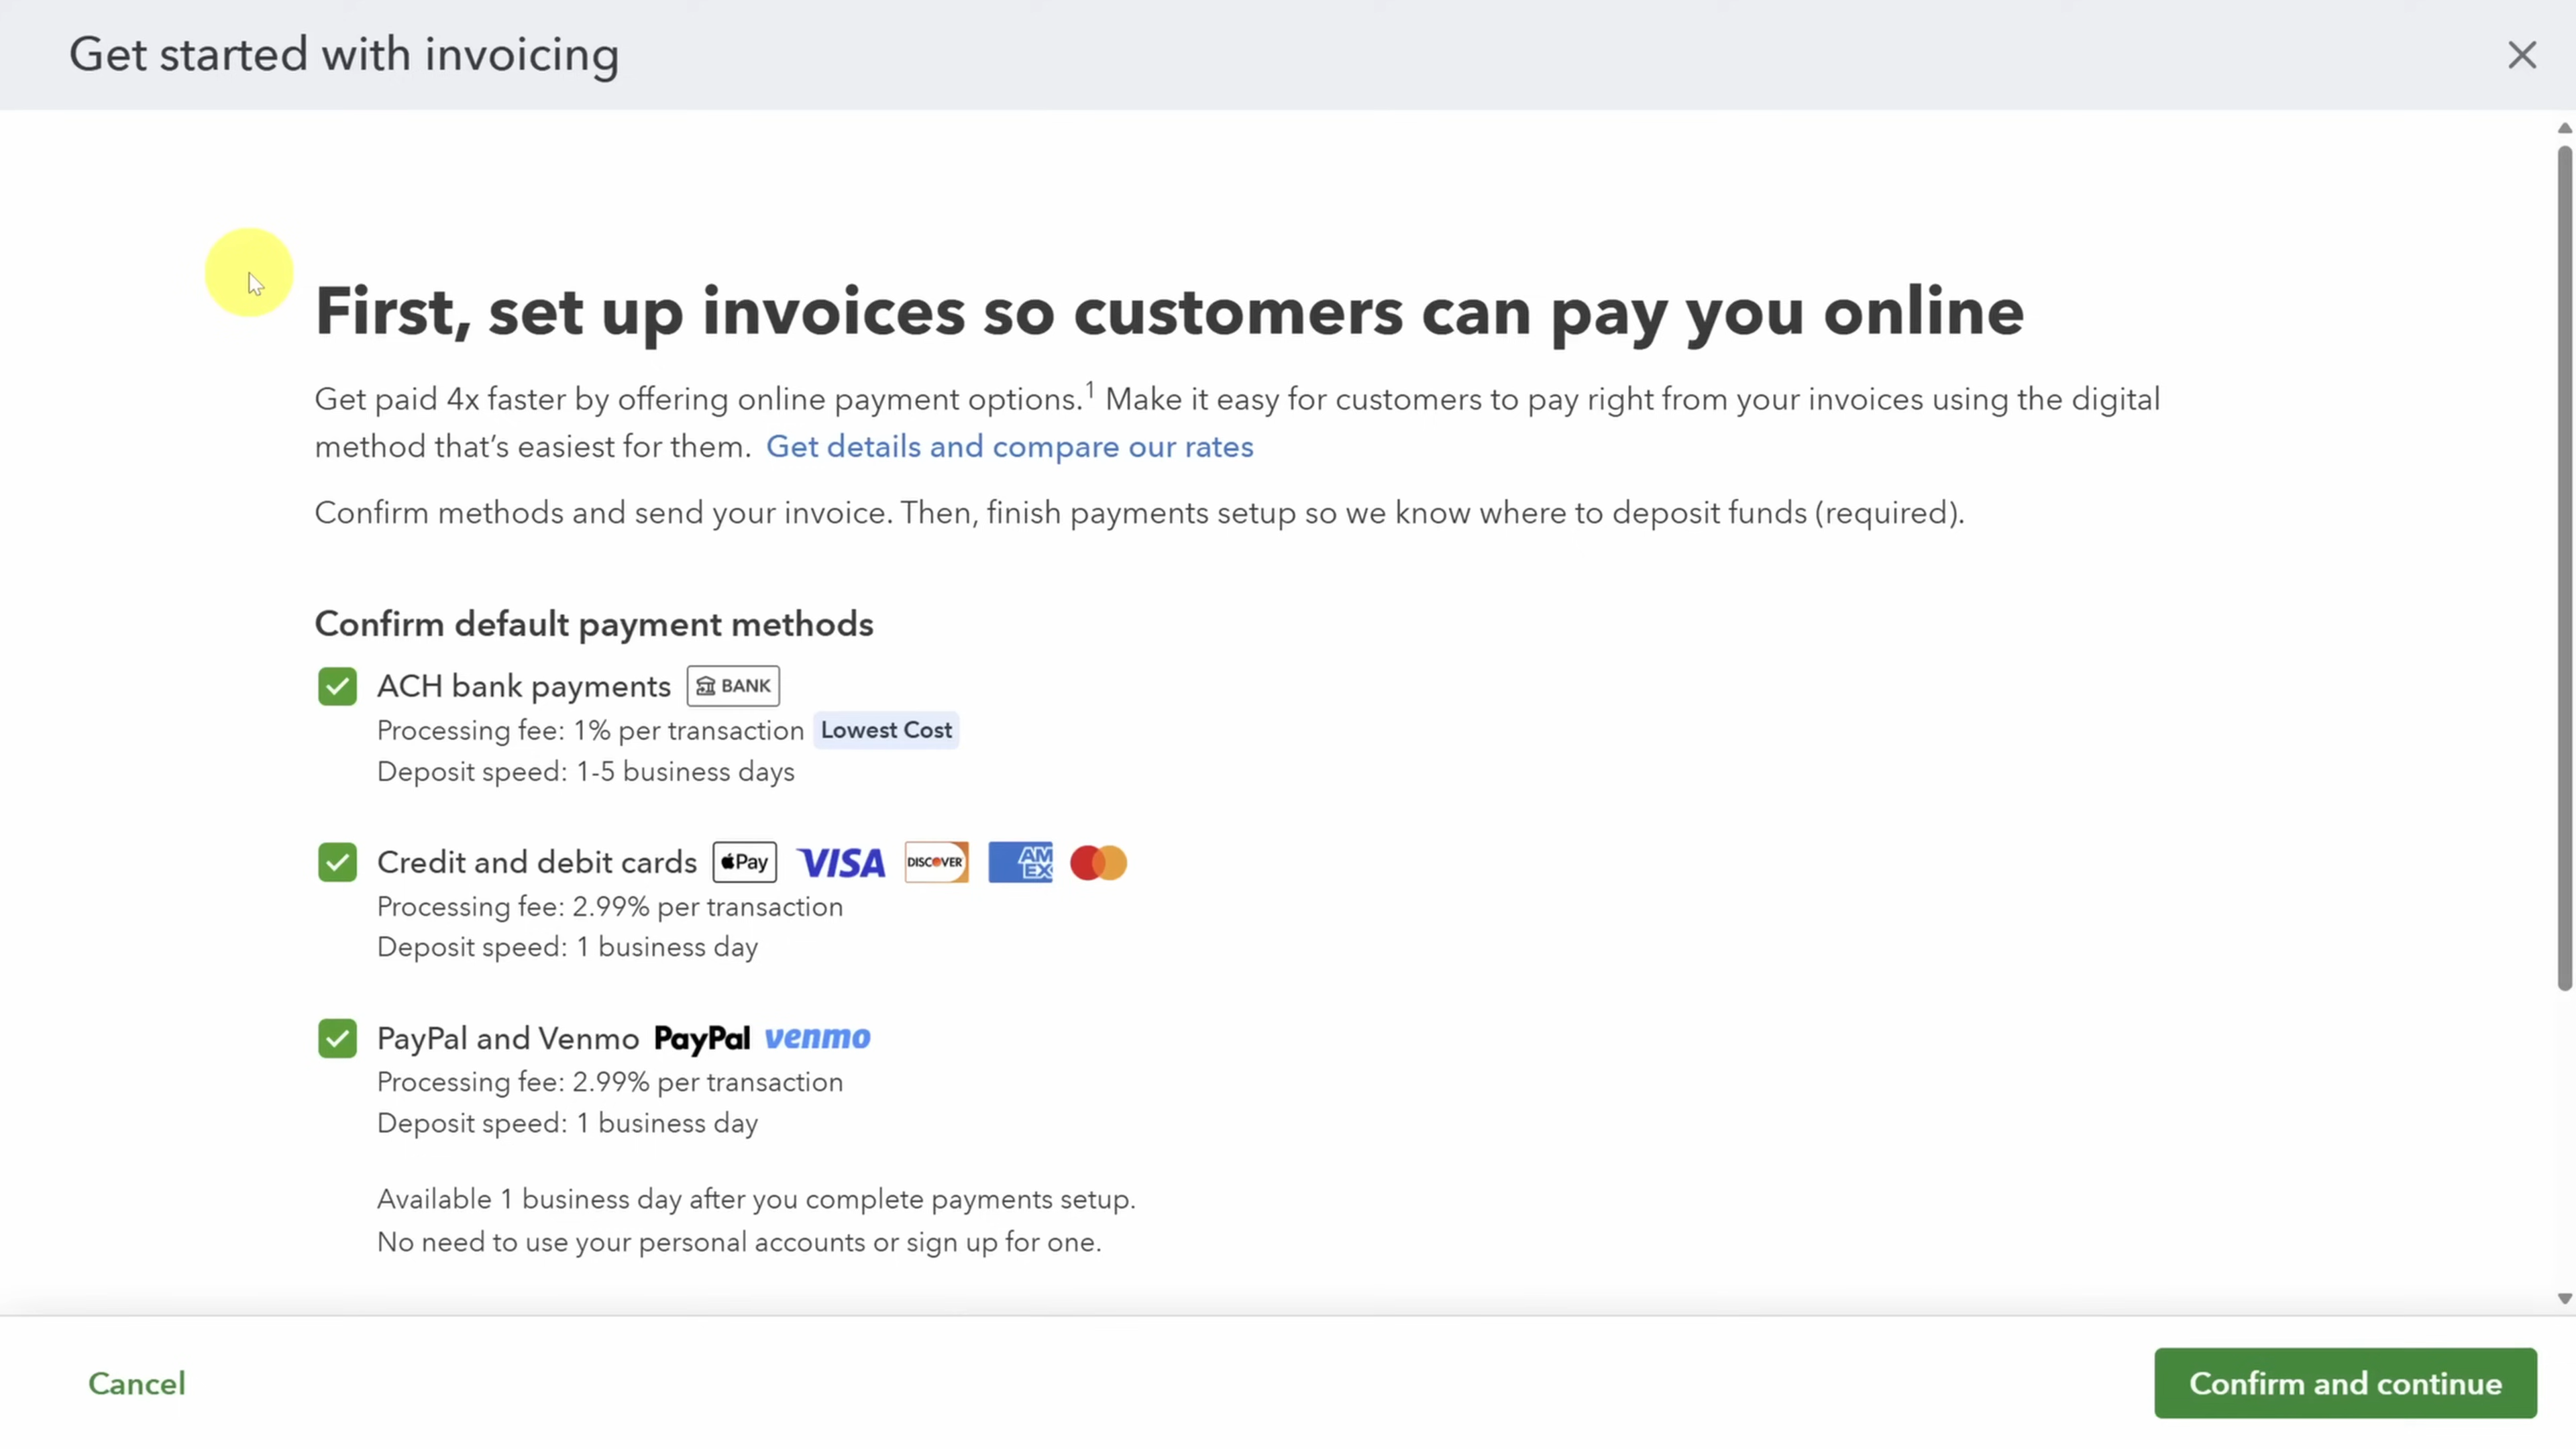 Get started with invoicing
First, set up invoices so customers can pay you online
Get paid 4x faster by offering online payment options.1 Make it easy for customers to pay right from your invoices using the digital
method that’s easiest for them. Get details and compare our rates
Confirm methods and send your invoice. Then, finish payments setup so we know where to deposit funds (required).
Confirm default payment methods
ACH bank payments BANK
Processing fee: 1% per transaction Lowest Cost
Deposit speed: 1-5 business days
Credit and debit cards Pay VISA DISCOVER AM EX
Processing fee: 2.99% per transaction
Deposit speed: 1 business day
PayPal and Venmo PayPal venmo
Processing fee: 2.99% per transaction
Deposit speed: 1 business day
Available 1 business day after you complete payments setup.
No need to use your personal accounts or sign up for one.
Cancel
Confirm and continue